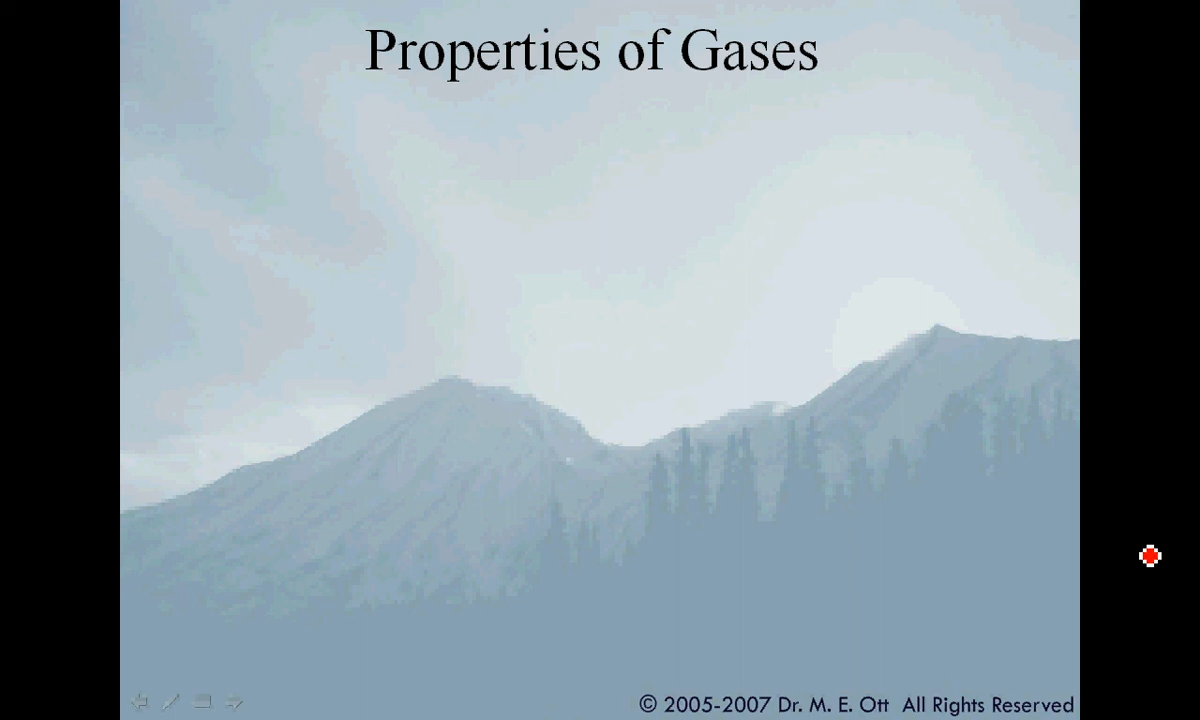 Properties of Gases
© 2005-2007 Dr. M. E. Ott All Rights Reserved